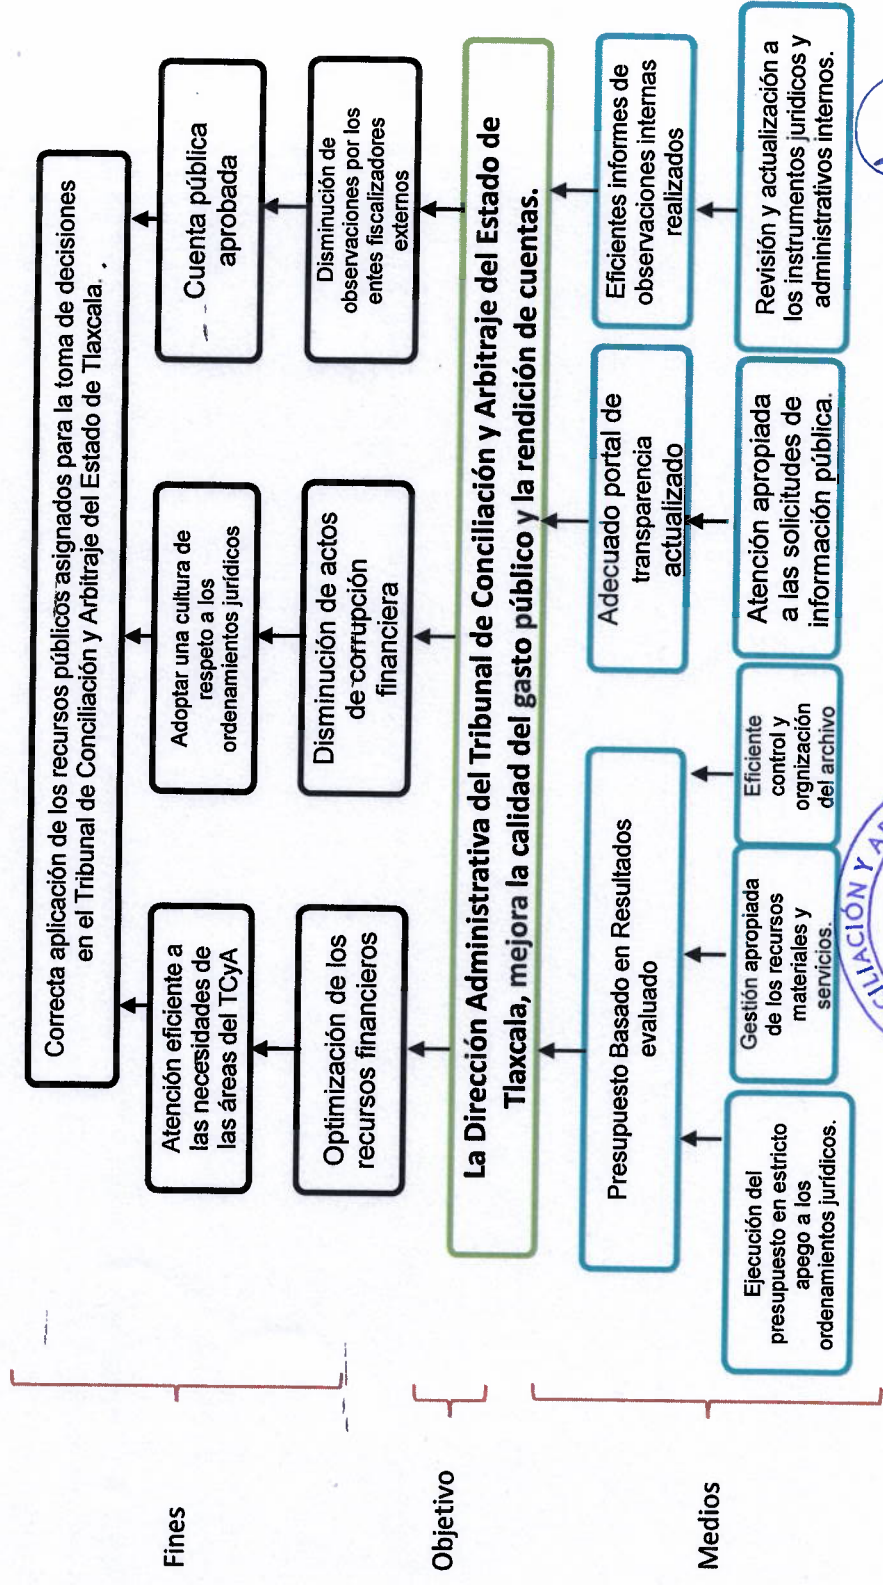 Fines
Correcta aplicación de los recursos públicos asignados para la toma de decisiones
en el Tribunal de Conciliación y Arbitraje del Estado de Tlaxcala.
Atención eficiente a
las necesidades de
las áreas del TCyA
Adoptar una cultura de
respeto a los
ordenamientos jurídicos
Cuenta pública
aprobada
Optimización de los
recursos financieros
Disminución de actos
de corrupción
financiera
Disminución de
observaciones por los
entes fiscalizadores
externos
Objetivo
La Dirección Administrativa del Tribunal de Conciliación y Arbitraje del Estado de
Tlaxcala, mejora la calidad del gasto público y la rendición de cuentas.
Medios
Presupuesto Basado en Resultados
evaluado
Adecuado portal de
transparencia
actualizado
Eficientes informes de
observaciones internas
realizados
Ejecución del
presupuesto en estricto
apego a los
ordenamientos jurídicos.
Gestión apropiada
de los recursos
materiales y
servicios.
Eficiente
control y
orgnización
del archivo
Atención apropiada
a las solicitudes de
información pública.
Revisión y actualización a
los instrumentos jurídicos y
administrativos internos.
CILIACIÓN Y A